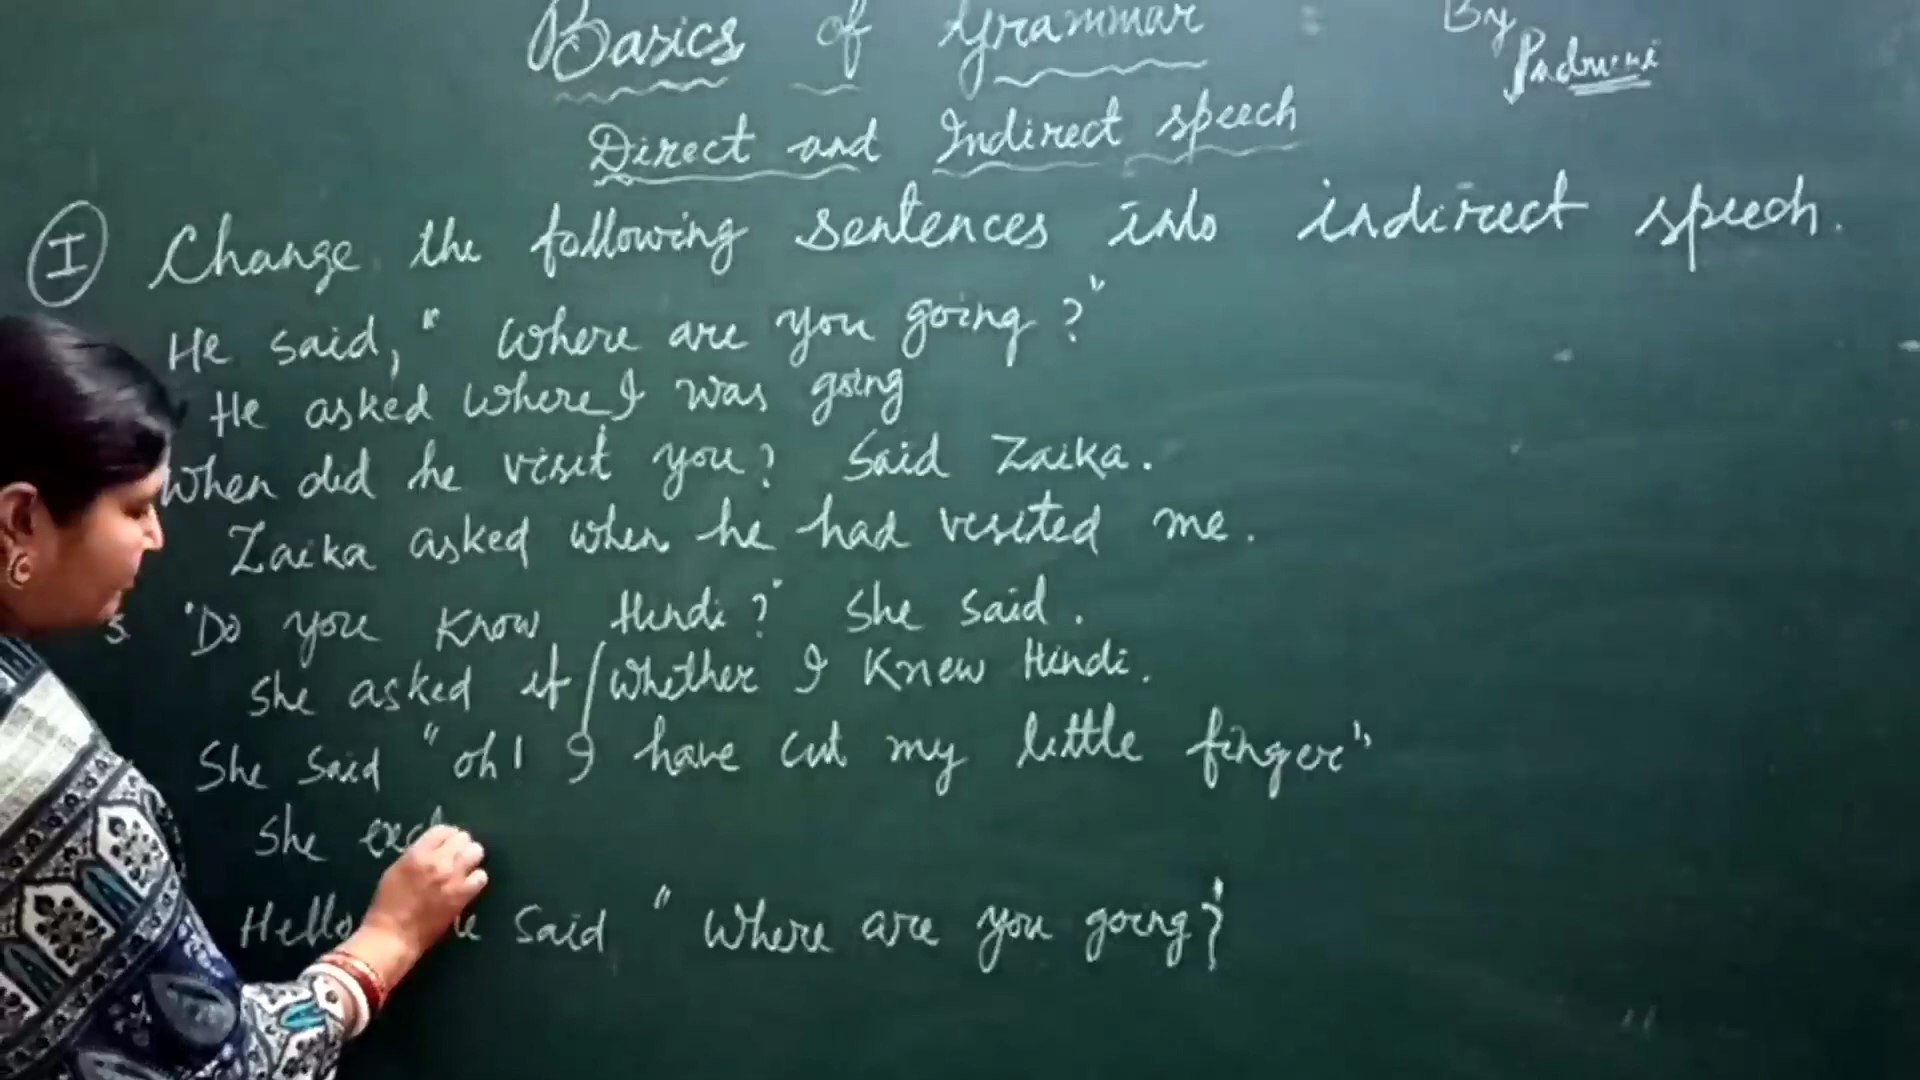 Basics of Grammar
By
Direct and Indirect speech
I Change the following sentences into indirect speech.
He said, " Where are you going ? "
He asked where I was going
When did he visit you? Said Zaika.
Zaika asked when he had visited me.
3. "Do you know Hindi ?" She said.
She asked if / whether I knew Hindi.
She said "oh! I have cut my little finger"
She
Hello said " Where are you going?